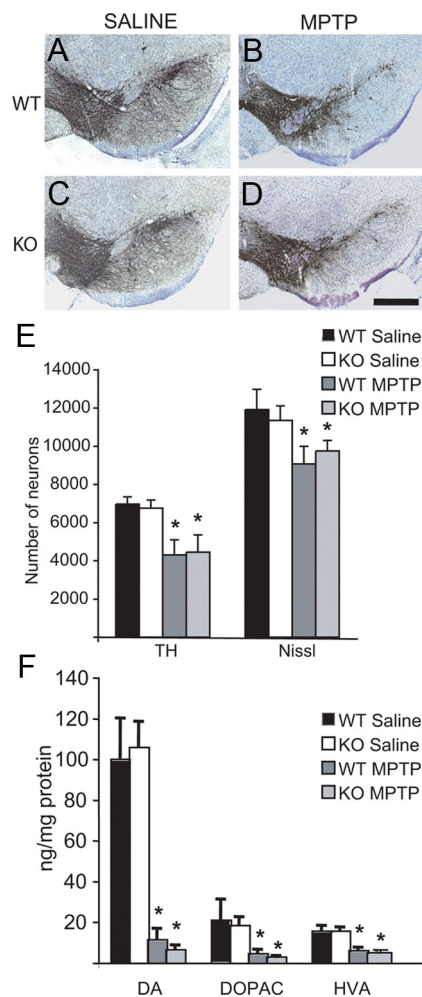 SALINE MPTP
A B
WT
C D
KO
E
WT Saline
KO Saline
WT MPTP
KO MPTP
14000
12000
10000
8000
6000
4000
2000
Number of neurons
* * * *
TH Nissl
F
WT Saline
KO Saline
WT MPTP
KO MPTP
140
120
100
80
60
40
20
ng/mg protein
* * * * * *
DA DOPAC HVA